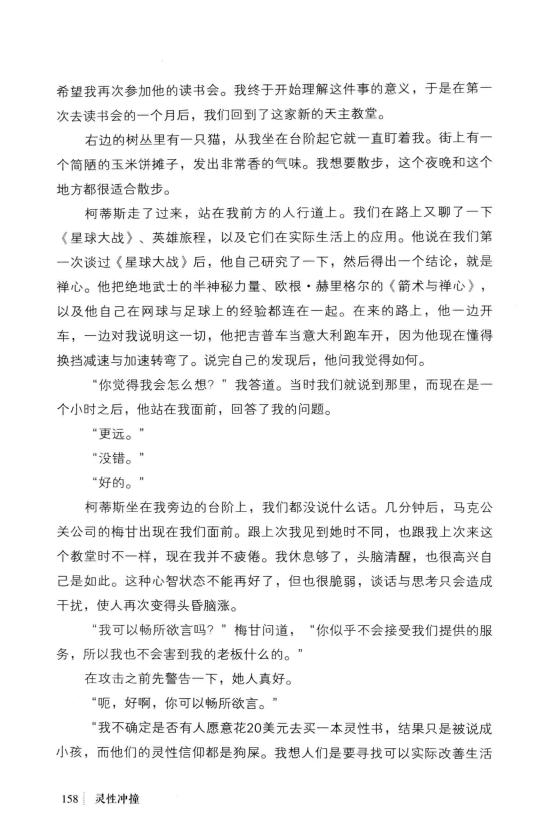 希望我再次参加他的读书会。我终于开始理解这件事的意义，于是在第一
次去读书会的一个月后，我们回到了这家新的天主教堂。
右边的树丛里有一只猫，从我坐在台阶起它就一直盯着我。街上有一
个简陋的玉米饼摊子，发出非常香的气味。我想要散步，这个夜晚和这个
地方都很适合散步。
柯蒂斯走了过来，站在我前方的人行道上。我们在路上又聊了一下
《星球大战》、英雄旅程，以及它们在实际生活上的应用。他说在我们第
一次谈过《星球大战》后，他自己研究了一下，然后得出一个结论，就是
禅心。他把绝地武士的半神秘力量、欧根·赫里格尔的《箭术与禅心》，
以及他自己在网球与足球上的经验都连在一起。在来的路上，他一边开
车，一边对我说明这一切，他把吉普车当意大利跑车开，因为他现在懂得
换挡减速与加速转弯了。说完自己的发现后，他问我觉得如何。
“你觉得我会怎么想？”我答道。当时我们就说到那里，而现在是一
个小时之后，他站在我面前，回答了我的问题。
“更远。”
“没错。”
“好的。”
柯蒂斯坐在我旁边的台阶上，我们都没说什么话。几分钟后，马克公
关公司的梅甘出现在我们面前。跟上次我见到她时不同，也跟我上次来这
个教堂时不一样，现在我并不疲倦。我休息够了，头脑清醒，也很高兴自
己是如此。这种心智状态不能再好了，但也很脆弱，谈话与思考只会造成
干扰，使人再次变得头昏脑涨。
“我可以畅所欲言吗？”梅甘问道，“你似乎不会接受我们提供的服
务，所以我也不会害到我的老板什么的。”
在攻击之前先警告一下，她人真好。
“呃，好啊，你可以畅所欲言。”
“我不确定是否有人愿意花20美元去买一本灵性书，结果只是被说成
小孩，而他们的灵性信仰都是狗屎。我想人们是要寻找可以实际改善生活
158 灵性冲撞